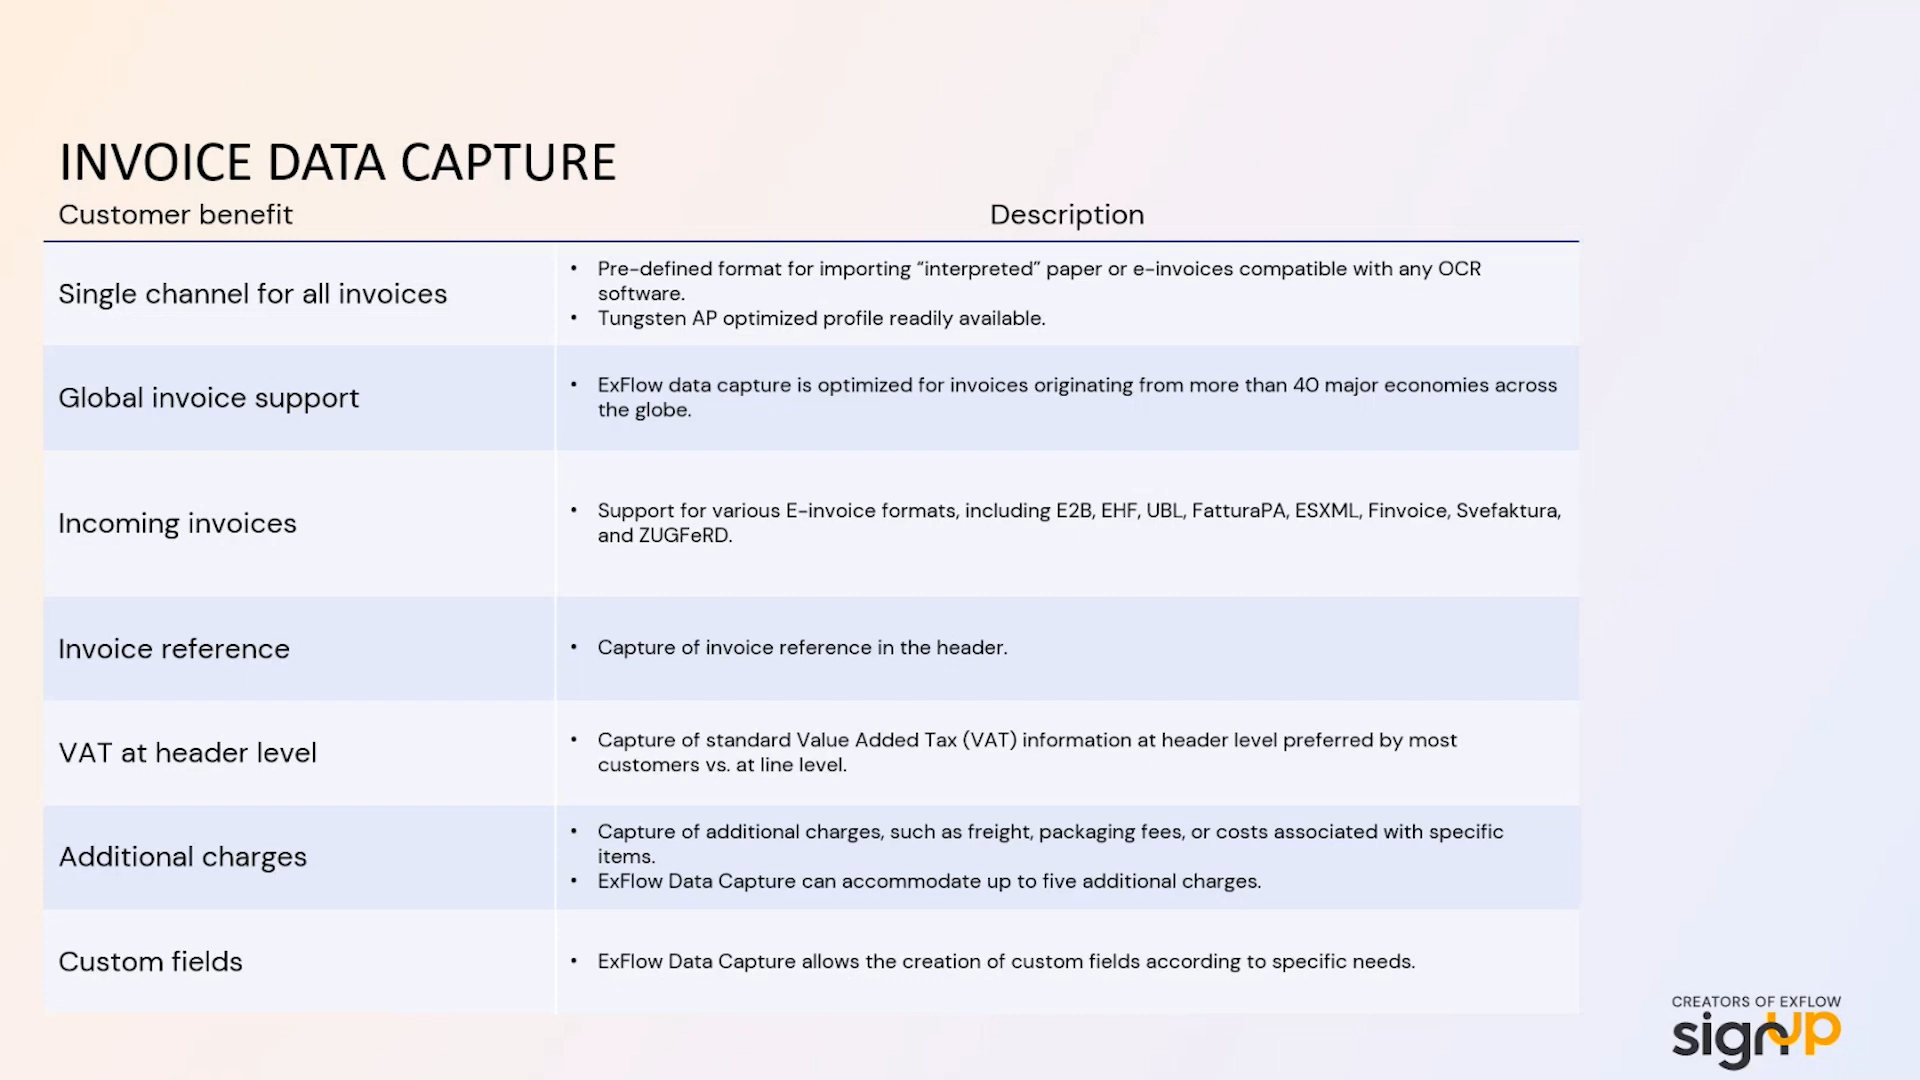 INVOICE DATA CAPTURE
Customer benefit
Description
Single channel for all invoices
• Pre-defined format for importing “interpreted” paper or e-invoices compatible with any OCR
software.
• Tungsten AP optimized profile readily available.
Global invoice support
• ExFlow data capture is optimized for invoices originating from more than 40 major economies across
the globe.
Incoming invoices
• Support for various E-invoice formats, including E2B, EHF, UBL, FatturaPA, ESXML, Finvoice, Svefaktura,
and ZUGFeRD.
Invoice reference
• Capture of invoice reference in the header.
VAT at header level
• Capture of standard Value Added Tax (VAT) information at header level preferred by most
customers vs. at line level.
Additional charges
• Capture of additional charges, such as freight, packaging fees, or costs associated with specific
items.
• ExFlow Data Capture can accommodate up to five additional charges.
Custom fields
• ExFlow Data Capture allows the creation of custom fields according to specific needs.
CREATORS OF EXFLOW
signUp